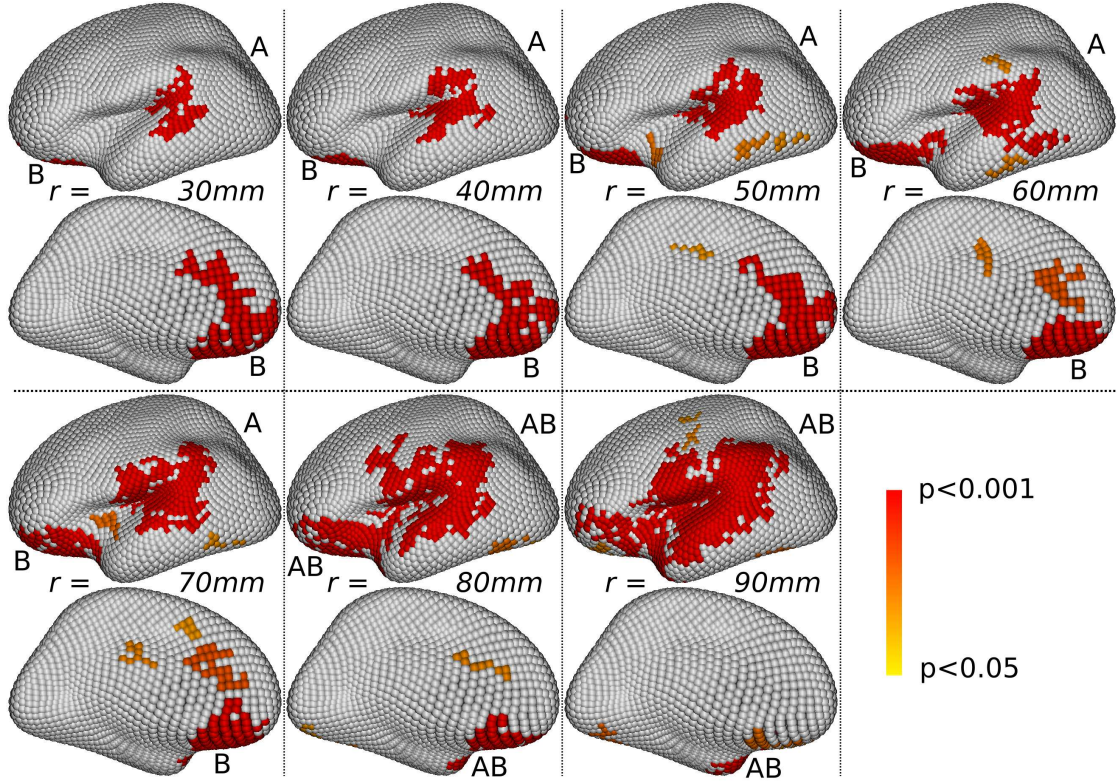 A
A
A
A
B
B
B
B
r = 30mm
r = 40mm
r = 50mm
r = 60mm
B
B
B
B
A
AB
AB
B
AB
r = 70mm
r = 80mm
r = 90mm
B
AB
AB
p<0.001
p<0.05